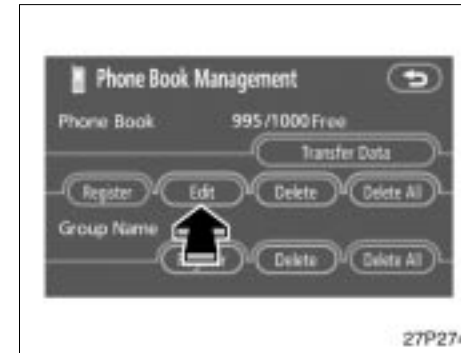 Phone Book Management
Phone Book 995/1000 Free
Transfer Data
Register Edit Delete Delete All
Group Name
Delete Delete All
27P274